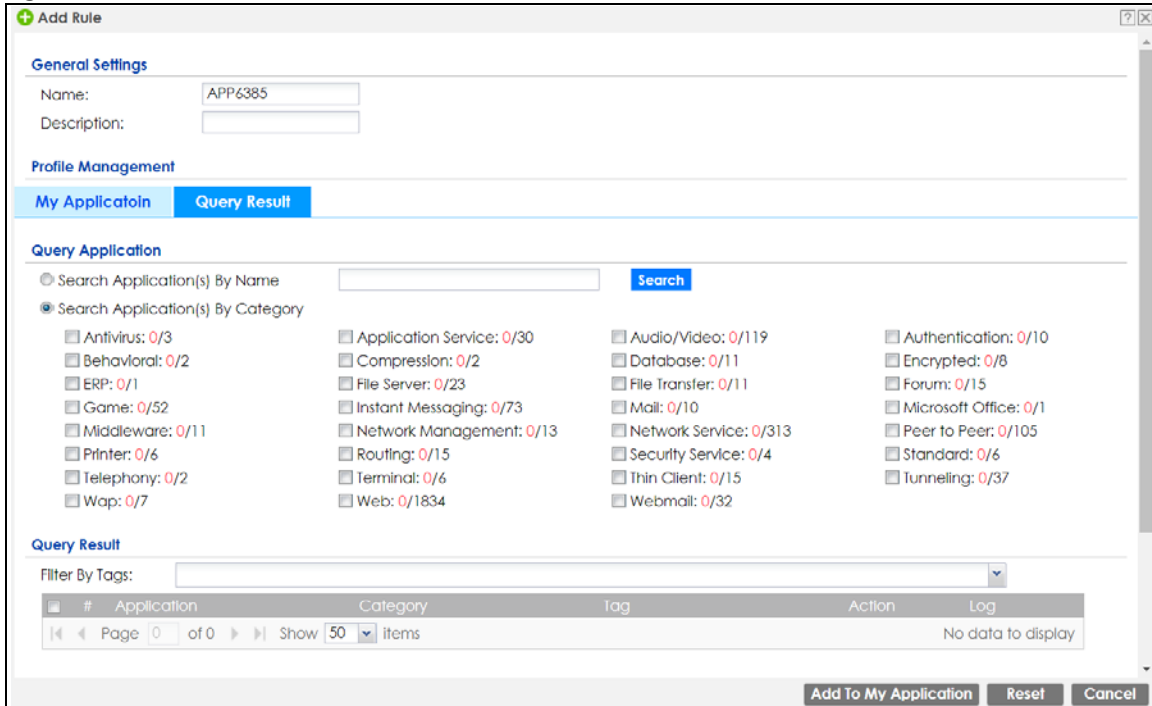 Add Rule
General Settings
Name: APP6385
Description:
Profile Management
My Applicatoin Query Result
Query Application
Search Application(s) By Name Search
Search Application(s) By Category
Antivirus: 0/3 Application Service: 0/30 Audio/Video: 0/119 Authentication: 0/10
Behavioral: 0/2 Compression: 0/2 Database: 0/11 Encrypted: 0/8
ERP: 0/1 File Server: 0/23 File Transfer: 0/11 Forum: 0/15
Game: 0/52 Instant Messaging: 0/73 Mail: 0/10 Microsoft Office: 0/1
Middleware: 0/11 Network Management: 0/13 Network Service: 0/313 Peer to Peer: 0/105
Printer: 0/6 Routing: 0/15 Security Service: 0/4 Standard: 0/6
Telephony: 0/2 Terminal: 0/6 Thin Client: 0/15 Tunneling: 0/37
Wap: 0/7 Web: 0/1834 Webmail: 0/32
Query Result
Filter By Tags:
# Application Category Tag Action Log
Page 0 of 0 Show 50 items No data to display
Add To My Application Reset Cancel